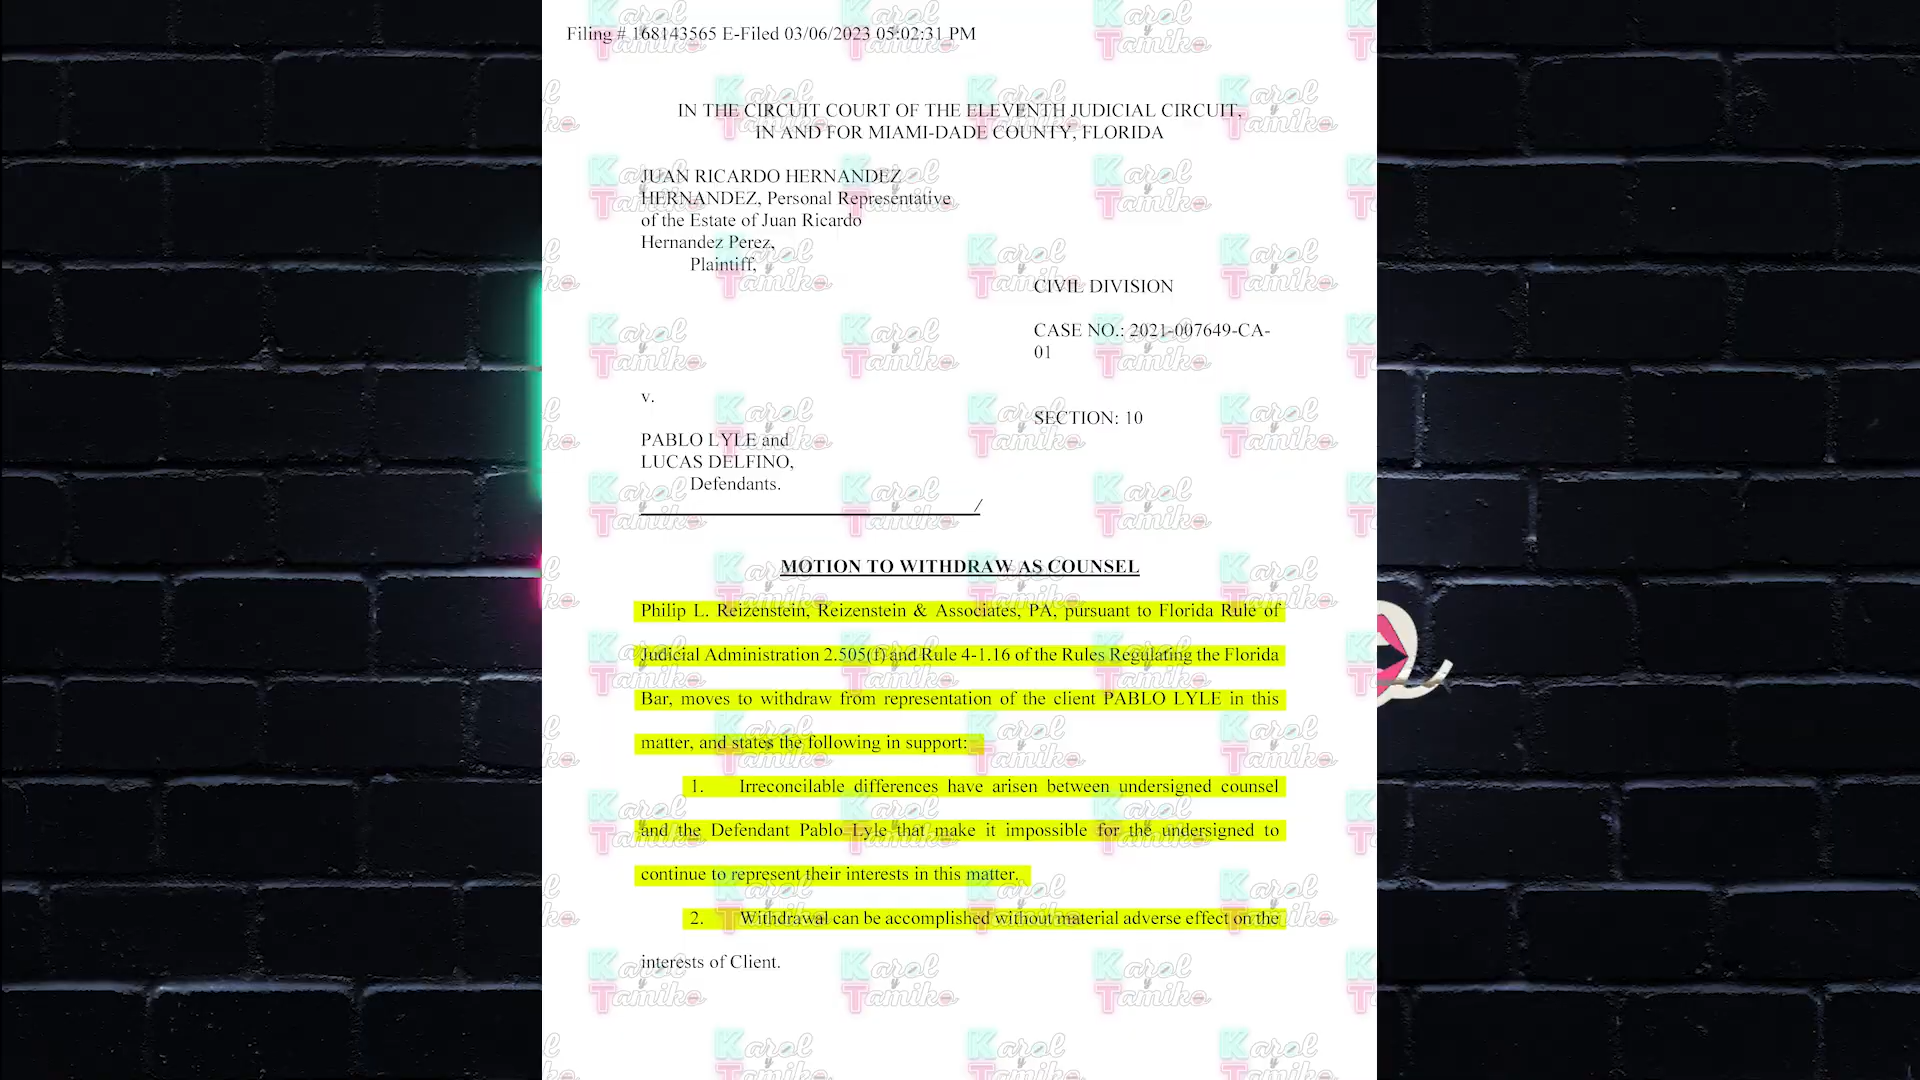 Filing # 168143565 E-Filed 03/06/2023 05:02:31 PM
IN THE CIRCUIT COURT OF THE ELEVENTH JUDICIAL CIRCUIT,
IN AND FOR MIAMI-DADE COUNTY, FLORIDA
JUAN RICARDO HERNANDEZ
HERNANDEZ, Personal Representative
of the Estate of Juan Ricardo
Hernandez Perez,
Plaintiff,
CIVIL DIVISION
CASE NO.: 2021-007649-CA-
01
v.
SECTION: 10
PABLO LYLE and
LUCAS DELFINO,
Defendants.
/
MOTION TO WITHDRAW AS COUNSEL
Philip L. Reizenstein, Reizenstein & Associates, PA, pursuant to Florida Rule of
Judicial Administration 2.505(f) and Rule 4-1.16 of the Rules Regulating the Florida
Bar, moves to withdraw from representation of the client PABLO LYLE in this
matter, and states the following in support:
1. Irreconcilable differences have arisen between undersigned counsel
and the Defendant Pablo Lyle that make it impossible for the undersigned to
continue to represent their interests in this matter.
2. Withdrawal can be accomplished without material adverse effect on the
interests of Client.
Karol
y
Tamiko